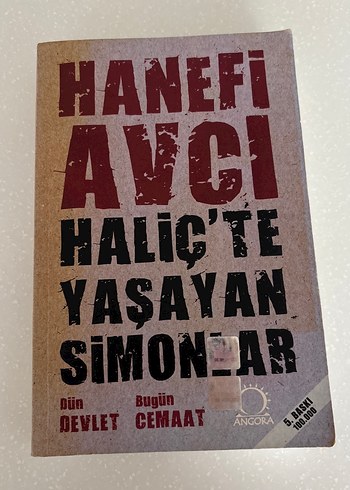 HANEFİ
AVCI
HALİÇ'TE
YAŞAYAN
SİMONLAR
Dün Bugün
DEVLET CEMAAT
ANGORA
5. BASKI
100.000